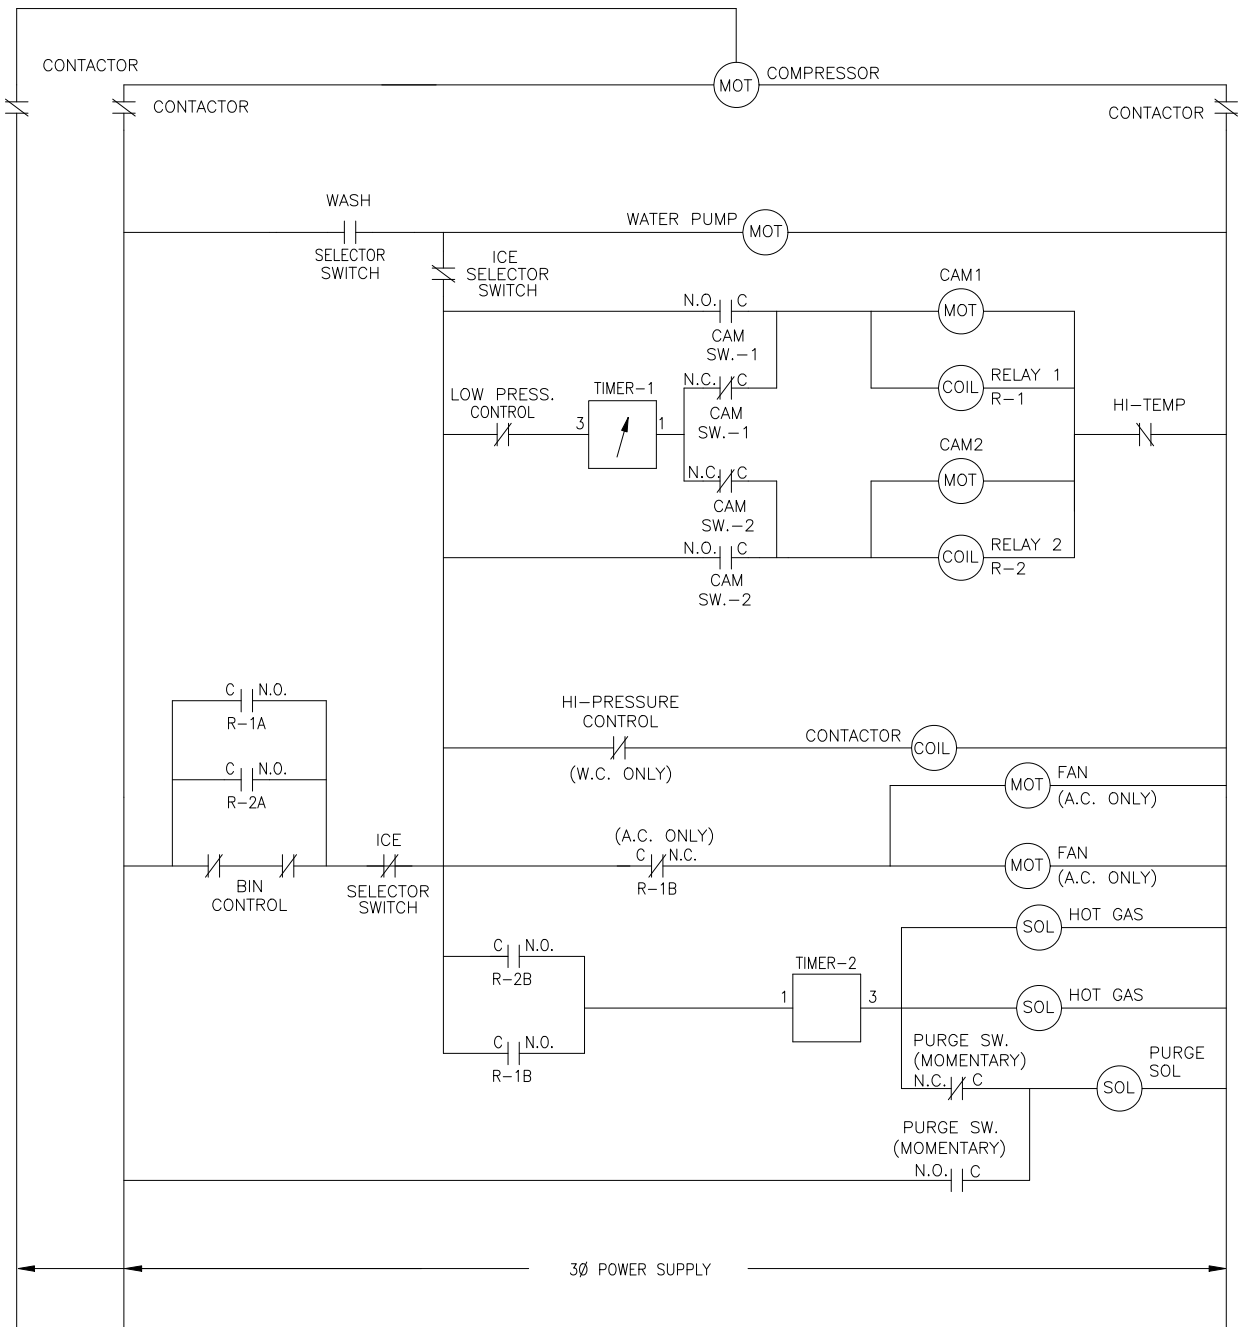 CONTACTOR
MOT
COMPRESSOR
CONTACTOR
CONTACTOR
WASH
SELECTOR
SWITCH
WATER PUMP
MOT
ICE
SELECTOR
SWITCH
CAM1
N.O. C
MOT
CAM
SW.-1
LOW PRESS.
CONTROL
TIMER-1
3
1
N.C. C
CAM
SW.-1
COIL
RELAY 1
R-1
HI-TEMP
CAM2
N.C. C
MOT
CAM
SW.-2
N.O. C
CAM
SW.-2
COIL
RELAY 2
R-2
C N.O.
R-1A
HI-PRESSURE
CONTROL
(W.C. ONLY)
CONTACTOR
COIL
C N.O.
R-2A
MOT
FAN
(A.C. ONLY)
BIN
CONTROL
ICE
SELECTOR
SWITCH
(A.C. ONLY)
C N.C.
R-1B
MOT
FAN
(A.C. ONLY)
C N.O.
R-2B
TIMER-2
1
3
SOL
HOT GAS
SOL
HOT GAS
C N.O.
R-1B
PURGE SW.
(MOMENTARY)
N.C. C
SOL
PURGE
SOL
PURGE SW.
(MOMENTARY)
N.O. C
3Ø POWER SUPPLY